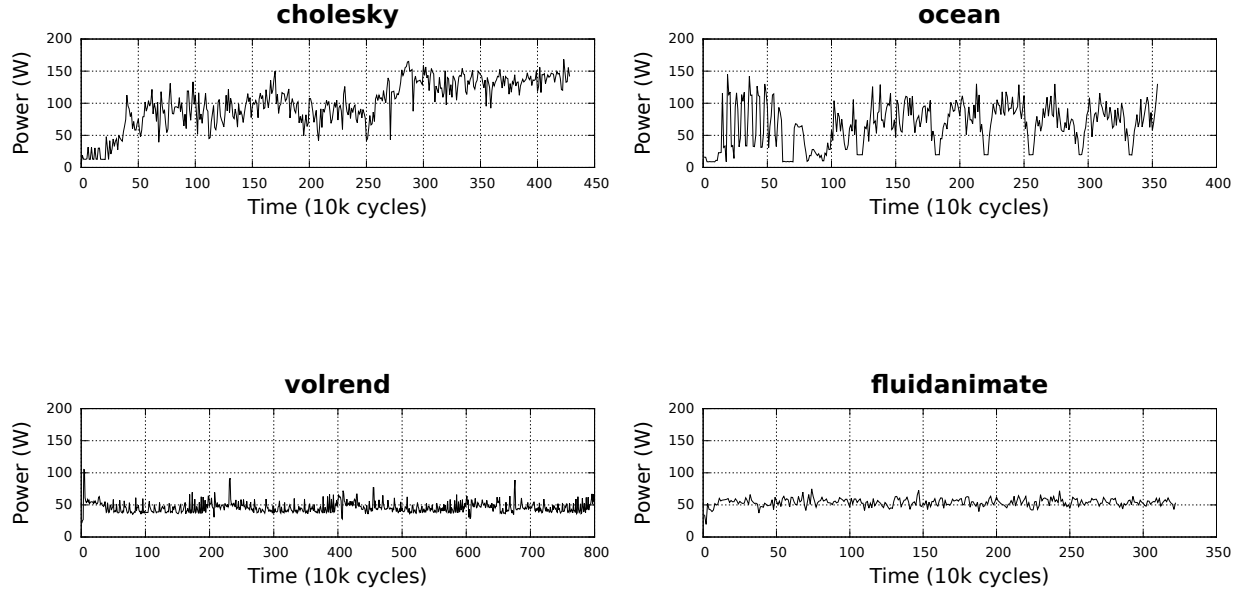 cholesky
200
150
100
50
0
Power (W)
0 50 100 150 200 250 300 350 400 450
Time (10k cycles)
ocean
200
150
100
50
0
Power (W)
0 50 100 150 200 250 300 350 400
Time (10k cycles)
volrend
200
150
100
50
0
Power (W)
0 100 200 300 400 500 600 700 800
Time (10k cycles)
fluidanimate
200
150
100
50
0
Power (W)
0 50 100 150 200 250 300 350
Time (10k cycles)